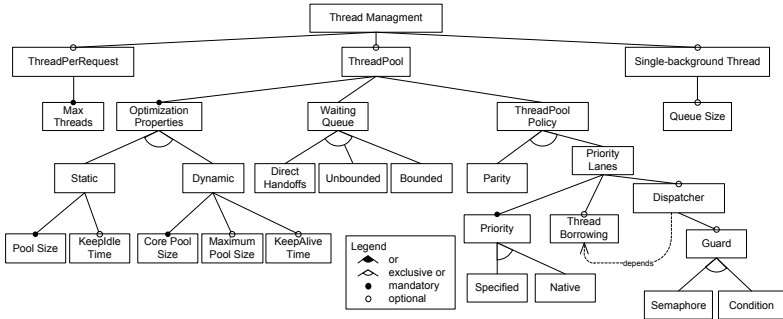 Thread Managment
ThreadPerRequest
ThreadPool
Single-background Thread
Max
Threads
Optimization
Properties
Waiting
Queue
ThreadPool
Policy
Queue Size
Static
Dynamic
Direct
Handoffs
Unbounded
Bounded
Parity
Priority
Lanes
Dispatcher
Pool Size
KeepIdle
Time
Core Pool
Size
Maximum
Pool Size
KeepAlive
Time
Priority
Thread
Borrowing
Guard
depends
Specified
Native
Semaphore
Condition
Legend
or
exclusive or
mandatory
optional